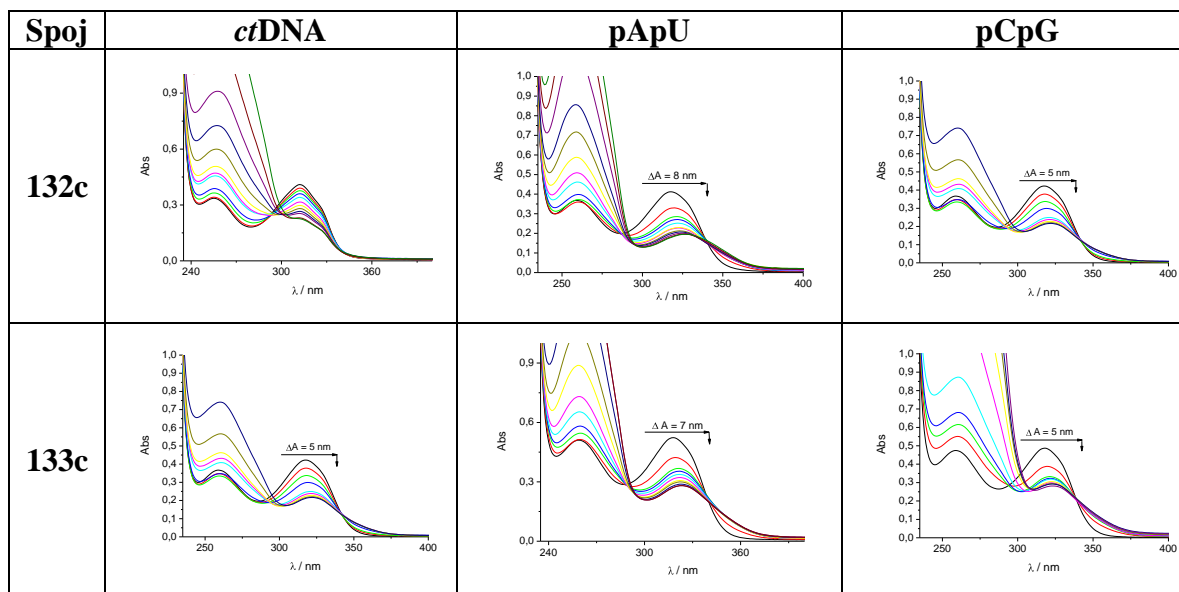 Spoj ctDNA pApU pCpG
132c
0,9
0,6
0,3
0,0
240 300 360
Abs
λ / nm
1,0
0,9
0,8
0,7
0,6
0,5
0,4
0,3
0,2
0,1
0,0
250 300 350 400
Abs
λ / nm
ΔA = 8 nm
1,0
0,9
0,8
0,7
0,6
0,5
0,4
0,3
0,2
0,1
0,0
250 300 350 400
Abs
λ / nm
ΔA = 5 nm
133c
1,0
0,9
0,8
0,7
0,6
0,5
0,4
0,3
0,2
0,1
0,0
250 300 350 400
Abs
λ / nm
ΔA = 5 nm
0,9
0,6
0,3
0,0
240 300 360
Abs
λ / nm
Δ A = 7 nm
1,0
0,9
0,8
0,7
0,6
0,5
0,4
0,3
0,2
0,1
0,0
250 300 350 400
Abs
λ / nm
ΔA = 5 nm